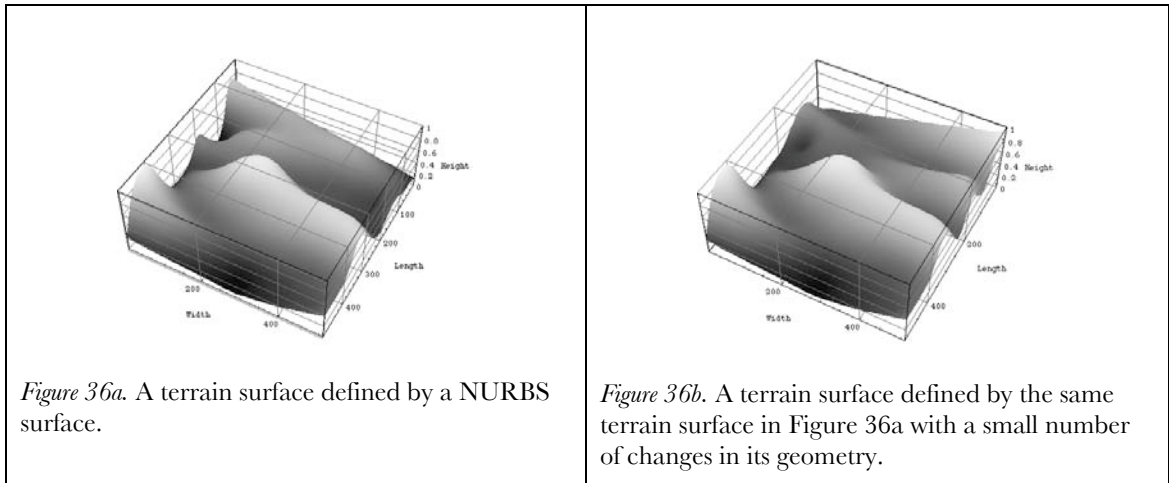 1
0.8
0.6
0.4
0.2
0
Height
100
200
300
400
Length
200
400
Width
Figure 36a. A terrain surface defined by a NURBS
surface.
1
0.8
0.6
0.4
0.2
0
Height
200
400
Length
200
400
Width
Figure 36b. A terrain surface defined by the same
terrain surface in Figure 36a with a small number
of changes in its geometry.